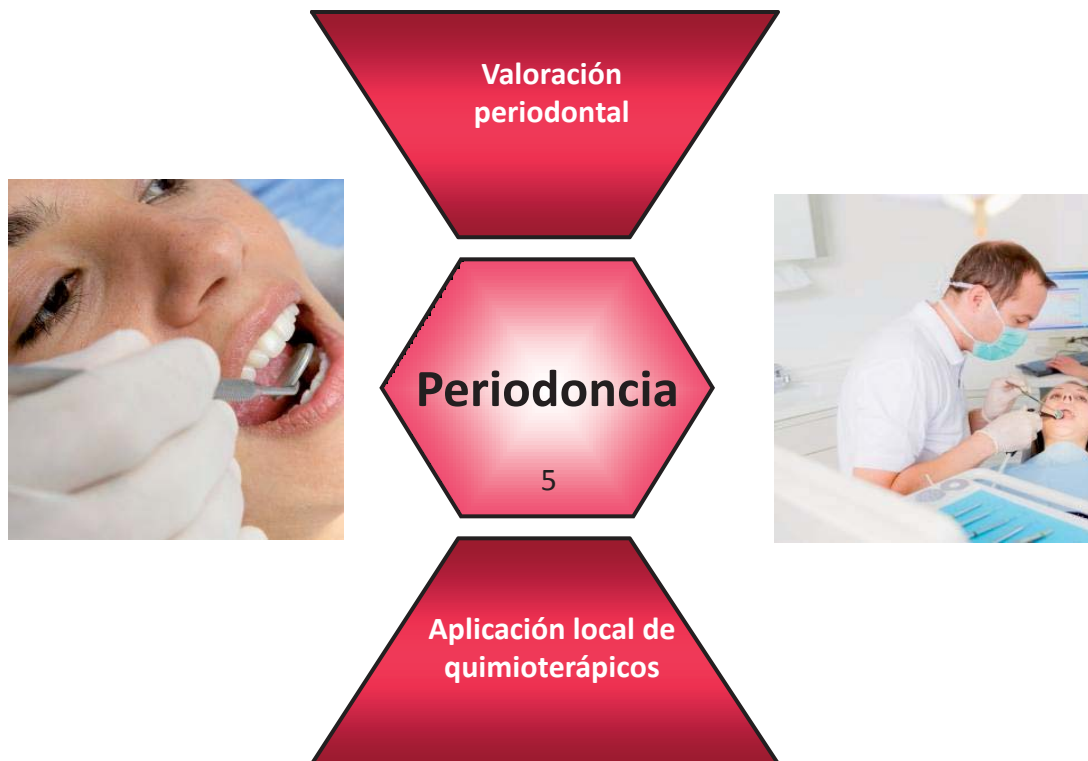 Valoración
periodontal
Periodoncia
5
Aplicación local de
quimioterápicos